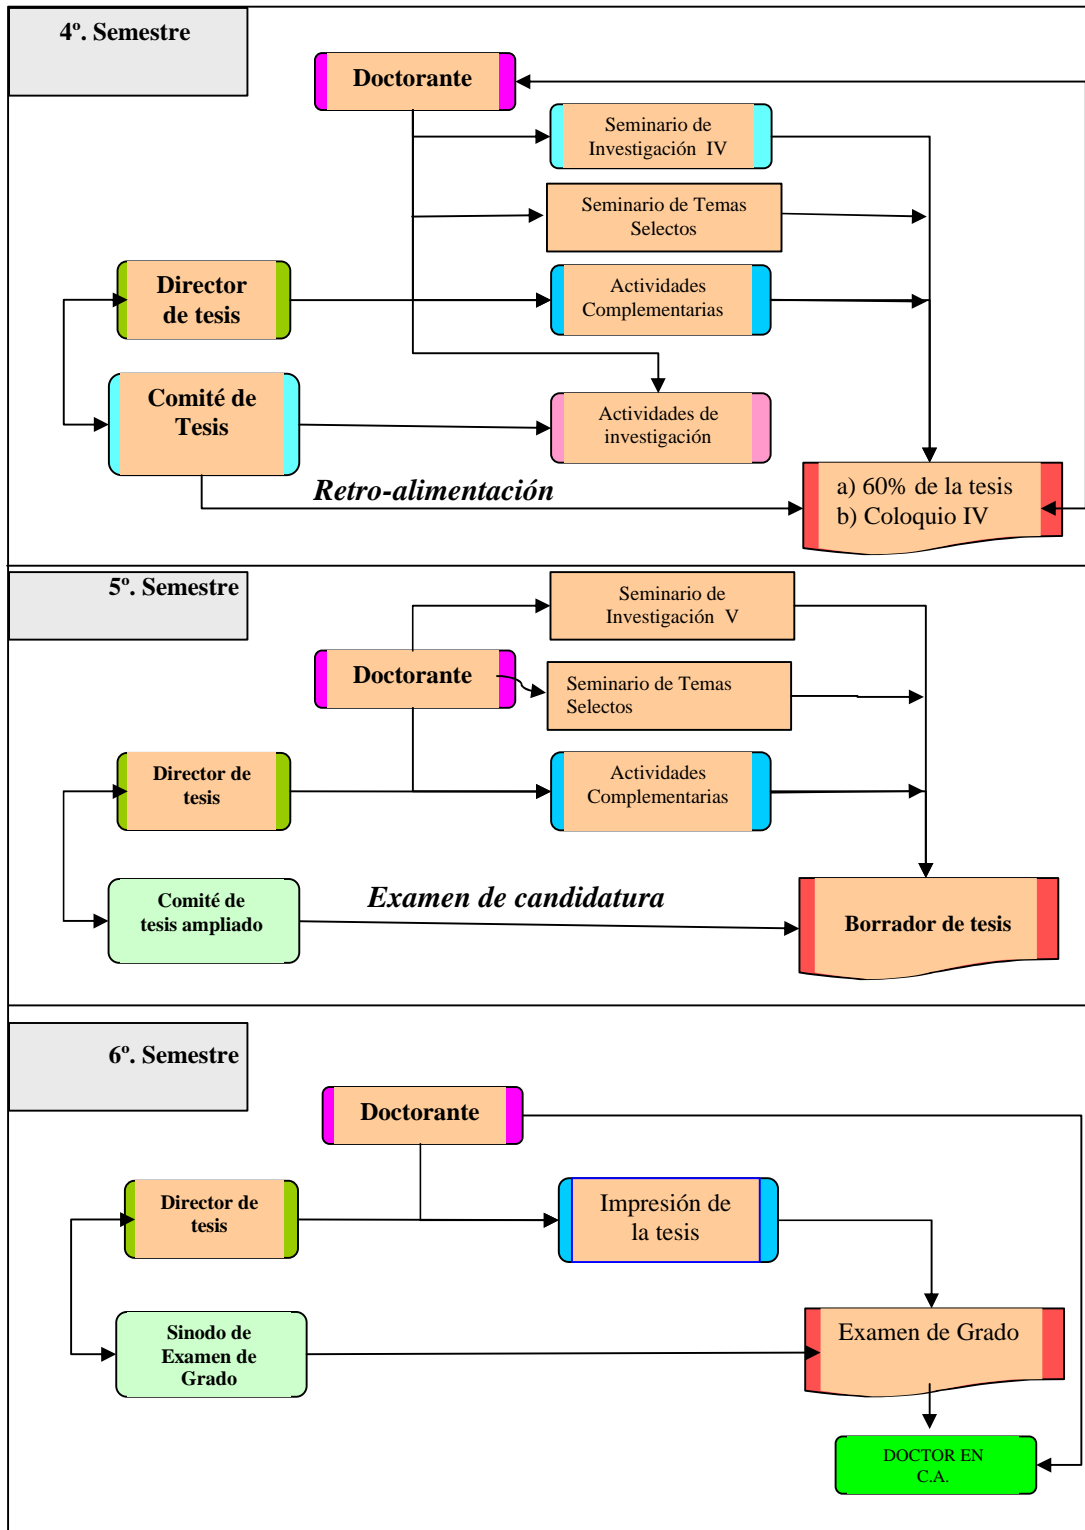 4º. Semestre
Doctorante
Seminario de
Investigación IV
Seminario de Temas
Selectos
Director
de tesis
Actividades
Complementarias
Comité de
Tesis
Actividades de
investigación
Retro-alimentación
a) 60% de la tesis
b) Coloquio IV
5º. Semestre
Seminario de
Investigación V
Doctorante
Seminario de Temas
Selectos
Director de
tesis
Actividades
Complementarias
Comité de
tesis ampliado
Examen de candidatura
Borrador de tesis
6º. Semestre
Doctorante
Director de
tesis
Impresión de
la tesis
Sinodo de
Examen de
Grado
Examen de Grado
DOCTOR EN
C.A.